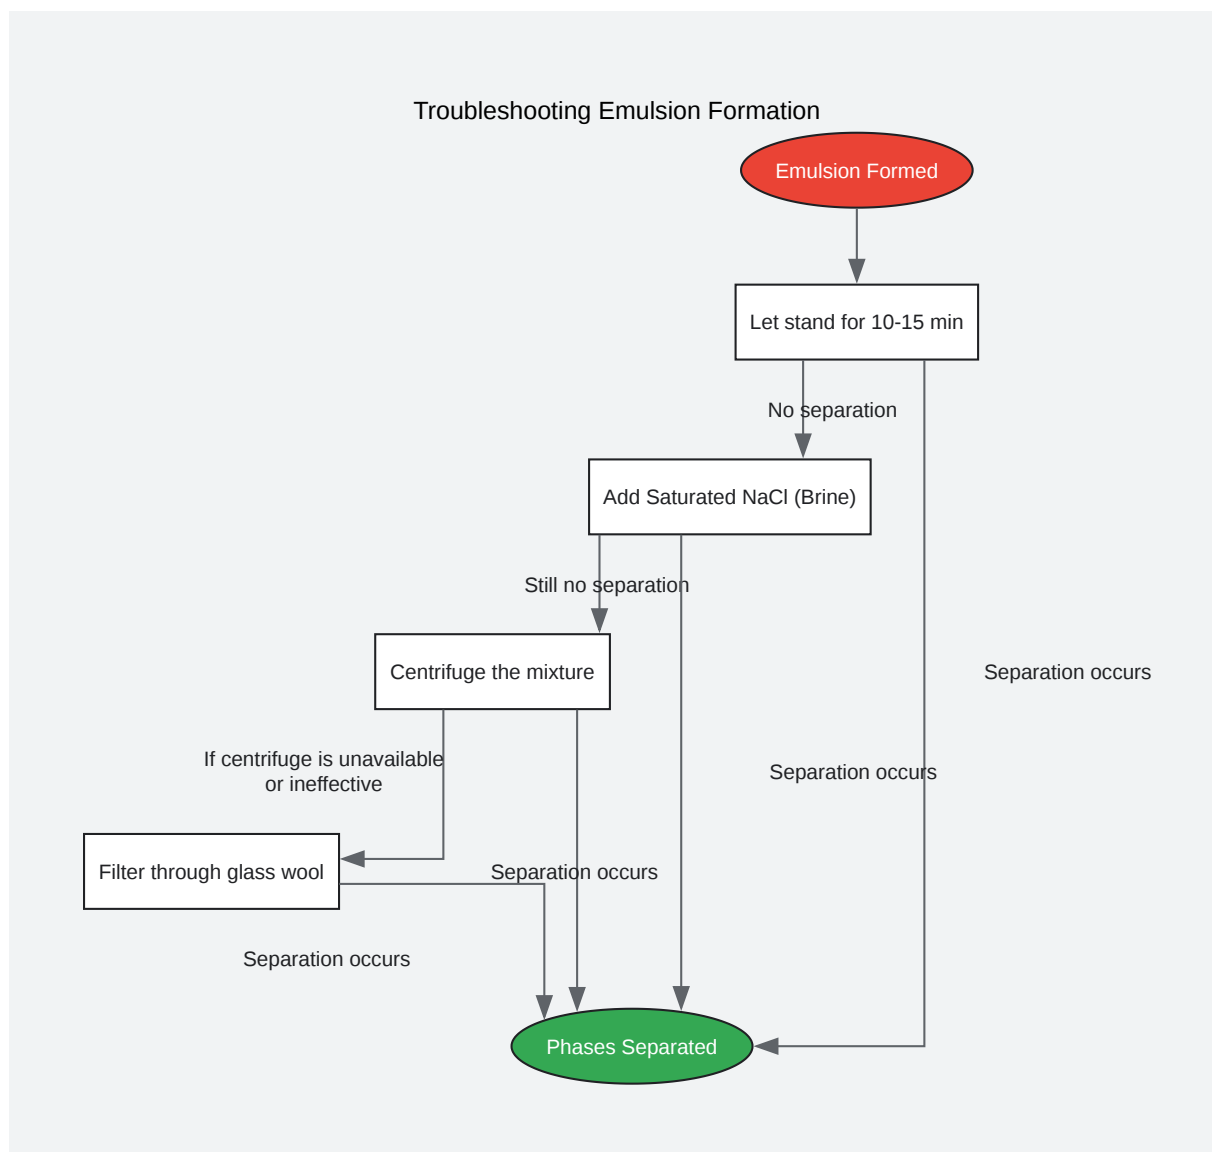 Troubleshooting Emulsion Formation
Emulsion Formed
Let stand for 10-15 min
No separation
Add Saturated NaCl (Brine)
Still no separation
Centrifuge the mixture
Separation occurs
If centrifuge is unavailable
or ineffective
Separation occurs
Filter through glass wool
Separation occurs
Separation occurs
Phases Separated